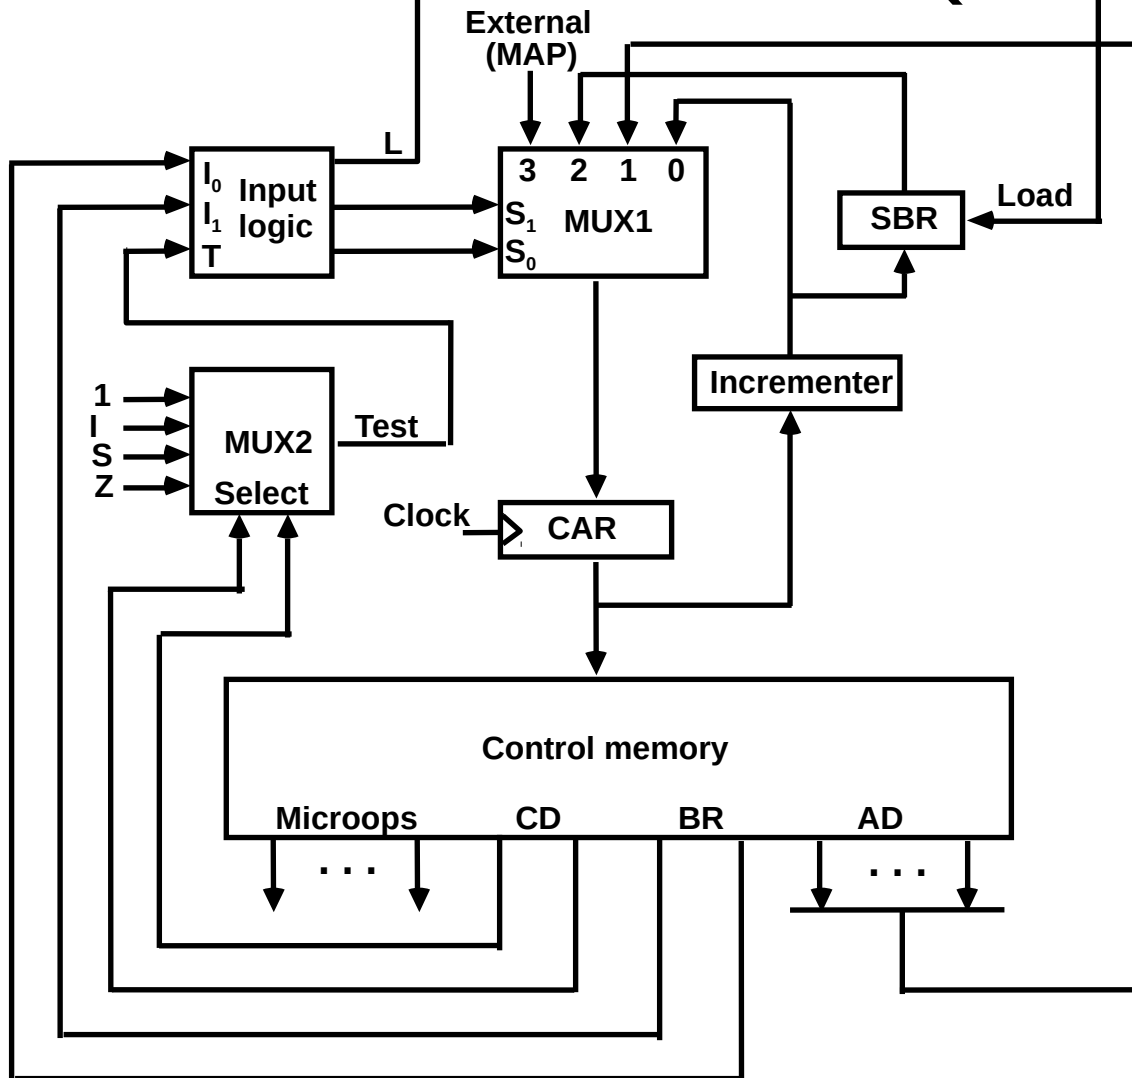 External
(MAP)
L
3 2 1 0
I0
Input
logic
I1
T
S1
MUX1
S0
SBR
Load
Incrementer
1
I
S
Z
MUX2
Select
Test
Clock
CAR
Control memory
Microops CD BR AD
. . .
. . .